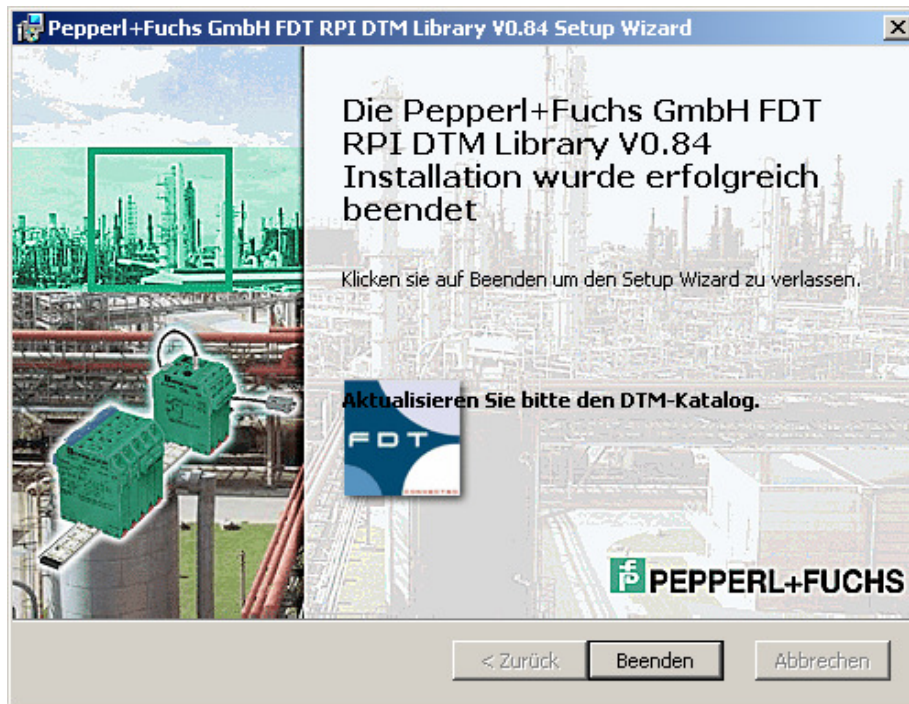 Pepperl+Fuchs GmbH FDT RPI DTM Library V0.84 Setup Wizard
Die Pepperl+Fuchs GmbH FDT
RPI DTM Library V0.84
Installation wurde erfolgreich
beendet
Klicken sie auf Beenden um den Setup Wizard zu verlassen.
Aktualisieren Sie bitte den DTM-Katalog.
FDT
PEPPERL+FUCHS
< Zurück
Beenden
Abbrechen